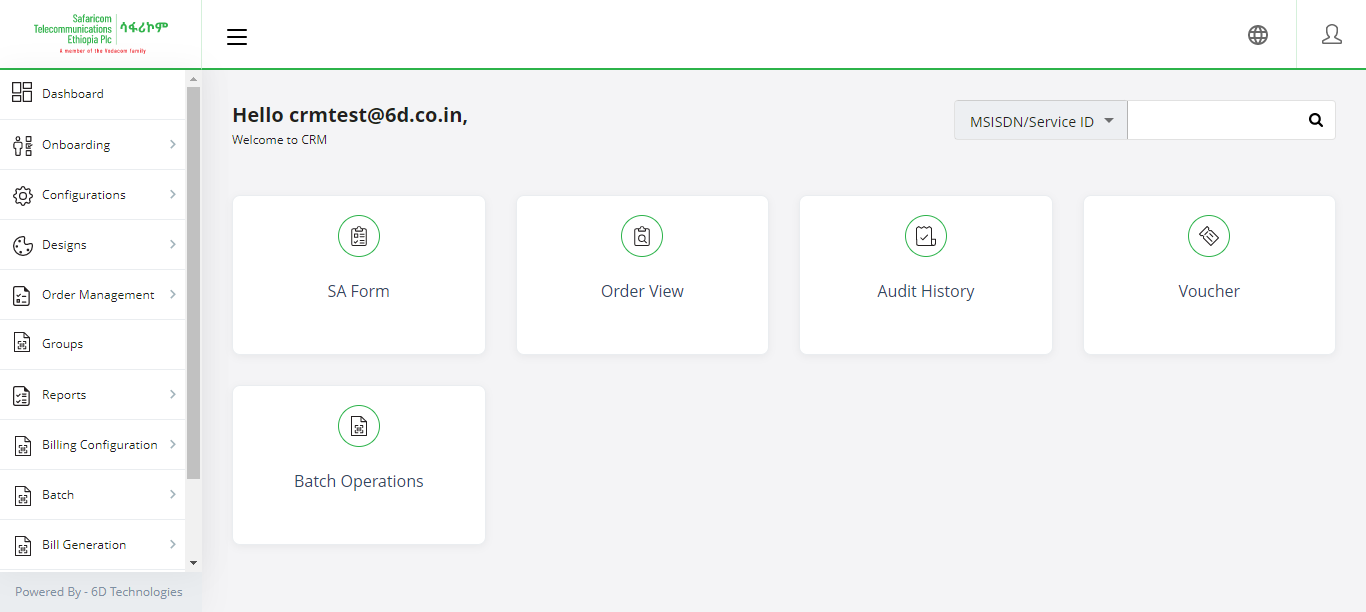 Safaricom
Telecommunications
Ethiopia Plc
ሳፋሪኮም
A member of the Vodacom family
Dashboard
Onboarding
Configurations
Designs
Order Management
Groups
Reports
Billing Configuration
Batch
Bill Generation
Powered By - 6D Technologies
Hello crmtest@6d.co.in,
Welcome to CRM
MSISDN/Service ID
SA Form
Order View
Audit History
Voucher
Batch Operations